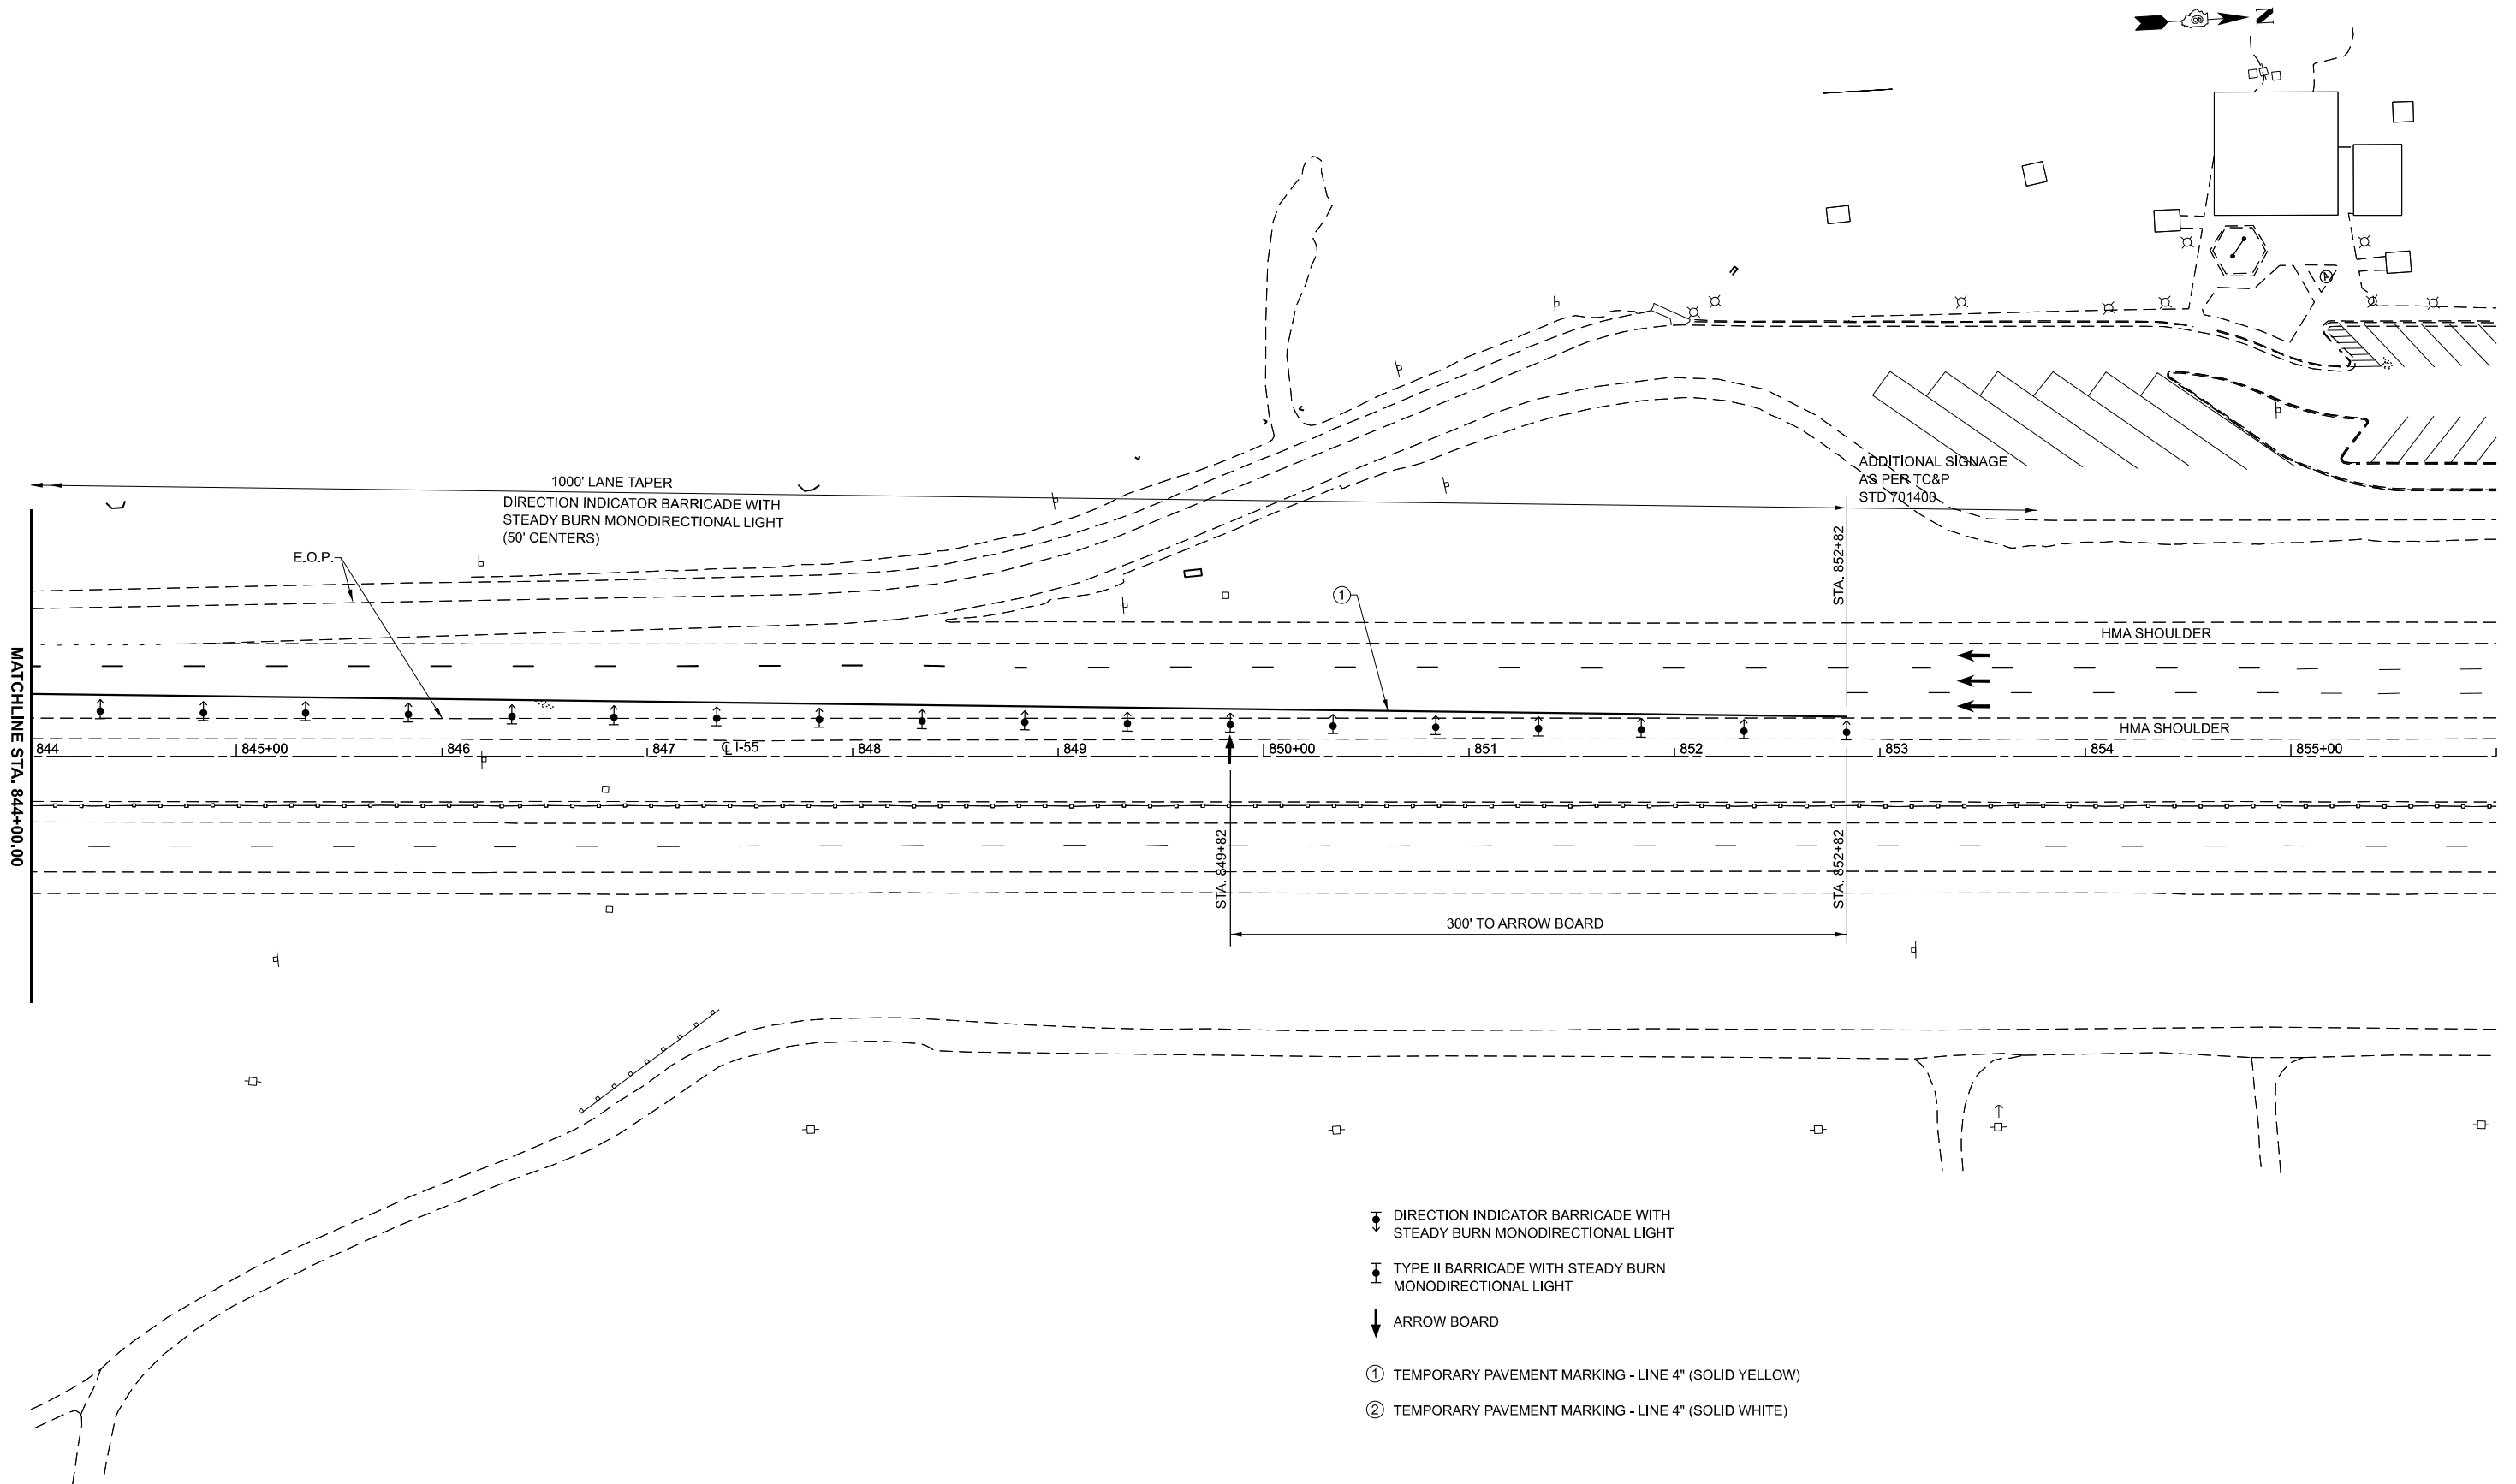 N
1000' LANE TAPER
DIRECTION INDICATOR BARRICADE WITH
STEADY BURN MONODIRECTIONAL LIGHT
(50' CENTERS)
ADDITIONAL SIGNAGE
AS PER TC&P
STD 701400
E.O.P.
STA. 852+82
1
HMA SHOULDER
HMA SHOULDER
MATCHLINE STA. 844+00.00
844 845+00 846 847 ℄ I-55 848 849 850+00 851 852 853 854 855+00
STA. 849+82
STA. 852+82
300' TO ARROW BOARD
DIRECTION INDICATOR BARRICADE WITH
STEADY BURN MONODIRECTIONAL LIGHT
TYPE II BARRICADE WITH STEADY BURN
MONODIRECTIONAL LIGHT
ARROW BOARD
1 TEMPORARY PAVEMENT MARKING - LINE 4" (SOLID YELLOW)
2 TEMPORARY PAVEMENT MARKING - LINE 4" (SOLID WHITE)